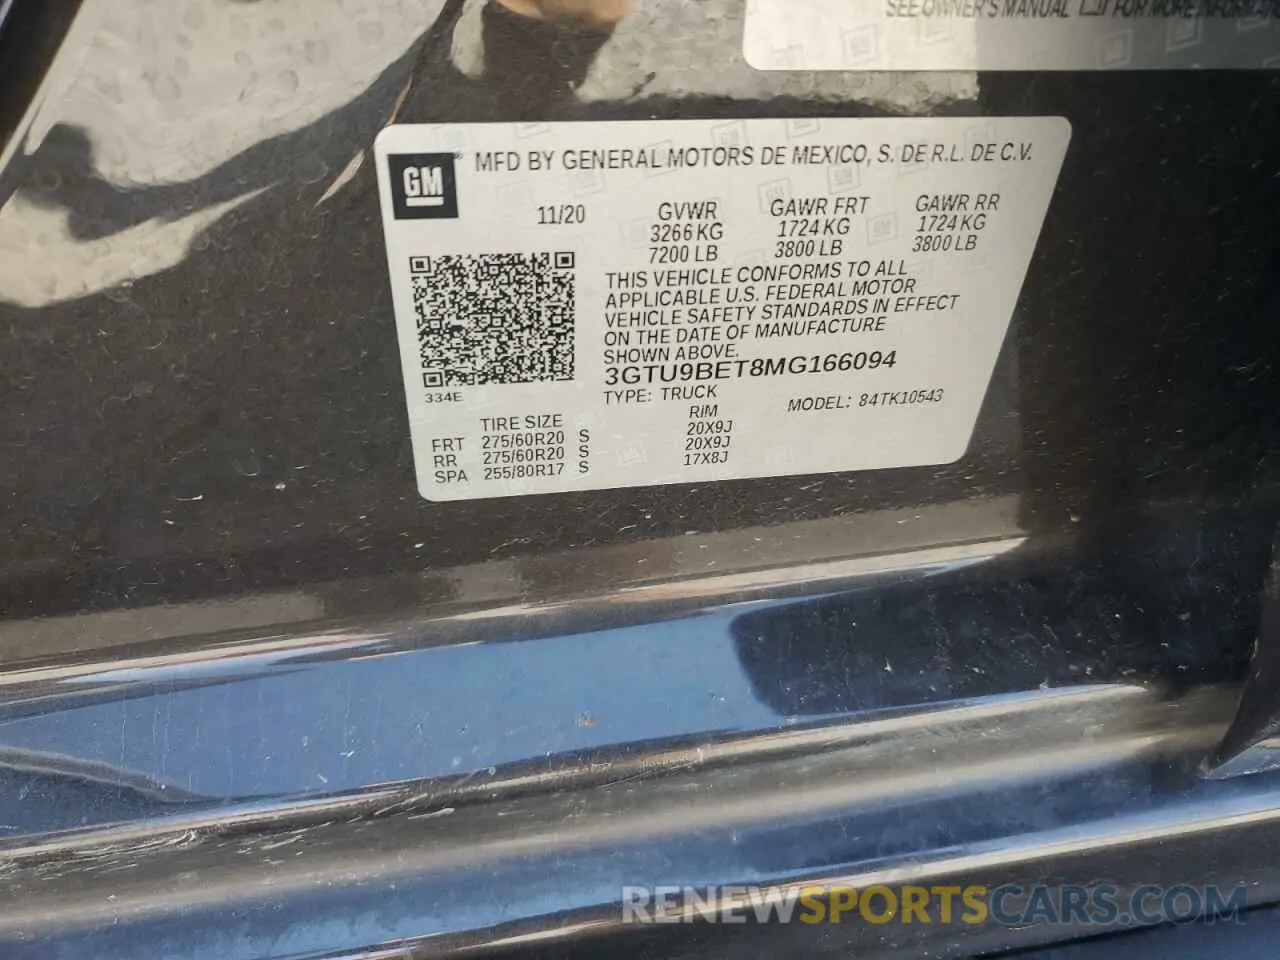 SEE OWNER'S MANUAL FOR MORE INFORMATION
GM
MFD BY GENERAL MOTORS DE MEXICO, S. DE R.L. DE C.V.
11/20 GVWR GAWR FRT GAWR RR
3266 KG 1724 KG 1724 KG
7200 LB 3800 LB 3800 LB
THIS VEHICLE CONFORMS TO ALL
APPLICABLE U.S. FEDERAL MOTOR
VEHICLE SAFETY STANDARDS IN EFFECT
ON THE DATE OF MANUFACTURE
SHOWN ABOVE.
3GTU9BET8MG166094
334E
TYPE: TRUCK MODEL: 84TK10543
TIRE SIZE RIM
FRT 275/60R20 S 20X9J
RR 275/60R20 S 20X9J
SPA 255/80R17 S 17X8J
RENEWSPORTSCARS.COM